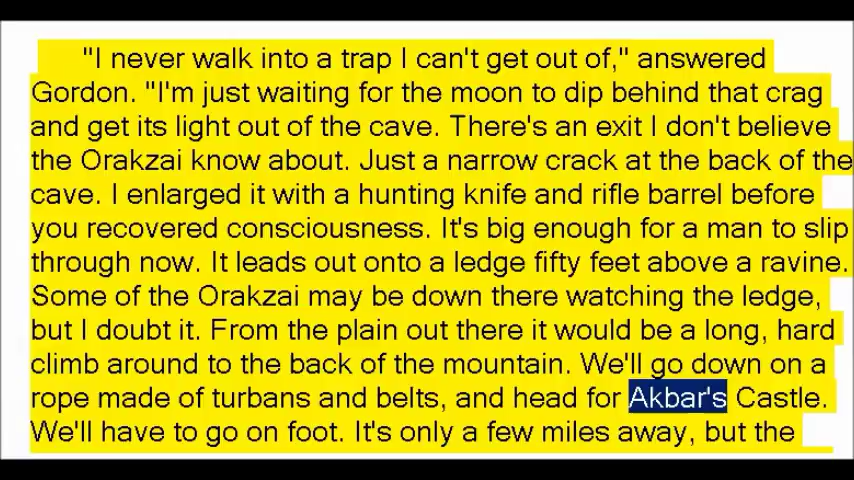 "I never walk into a trap I can't get out of," answered
Gordon. "I'm just waiting for the moon to dip behind that crag
and get its light out of the cave. There's an exit I don't believe
the Orakzai know about. Just a narrow crack at the back of the
cave. I enlarged it with a hunting knife and rifle barrel before
you recovered consciousness. It's big enough for a man to slip
through now. It leads out onto a ledge fifty feet above a ravine.
Some of the Orakzai may be down there watching the ledge,
but I doubt it. From the plain out there it would be a long, hard
climb around to the back of the mountain. We'll go down on a
rope made of turbans and belts, and head for Akbar's Castle.
We'll have to go on foot. It's only a few miles away, but the